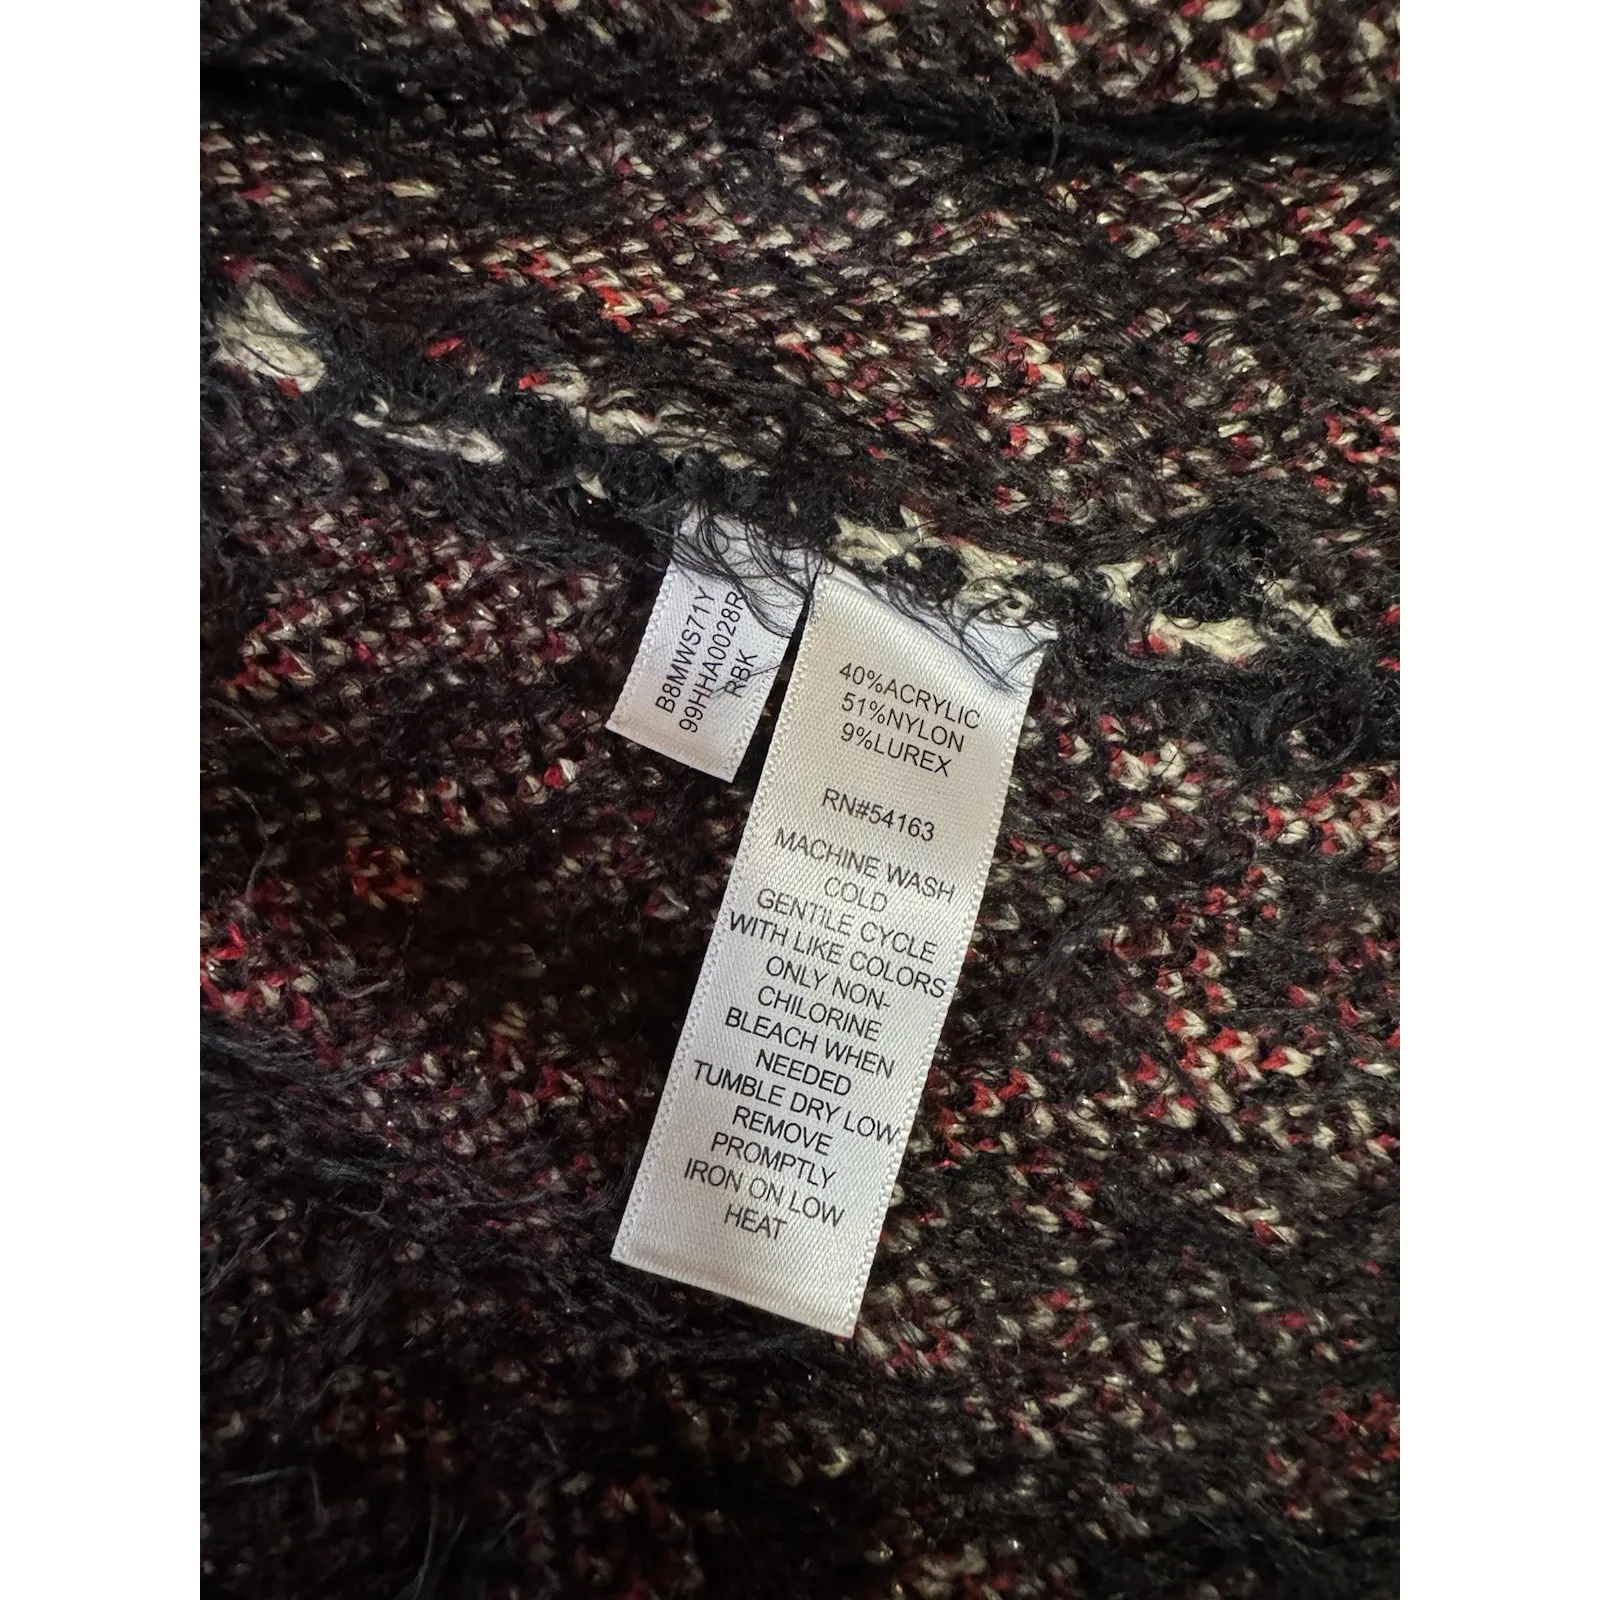 B8MWS71Y
99HHA0028R
RBK
40%ACRYLIC
51%NYLON
9%LUREX
RN#54163
MACHINE WASH
COLD
GENTILE CYCLE
WITH LIKE COLORS
ONLY NON-
CHILORINE
BLEACH WHEN
NEEDED
TUMBLE DRY LOW
REMOVE
PROMPTLY
IRON ON LOW
HEAT